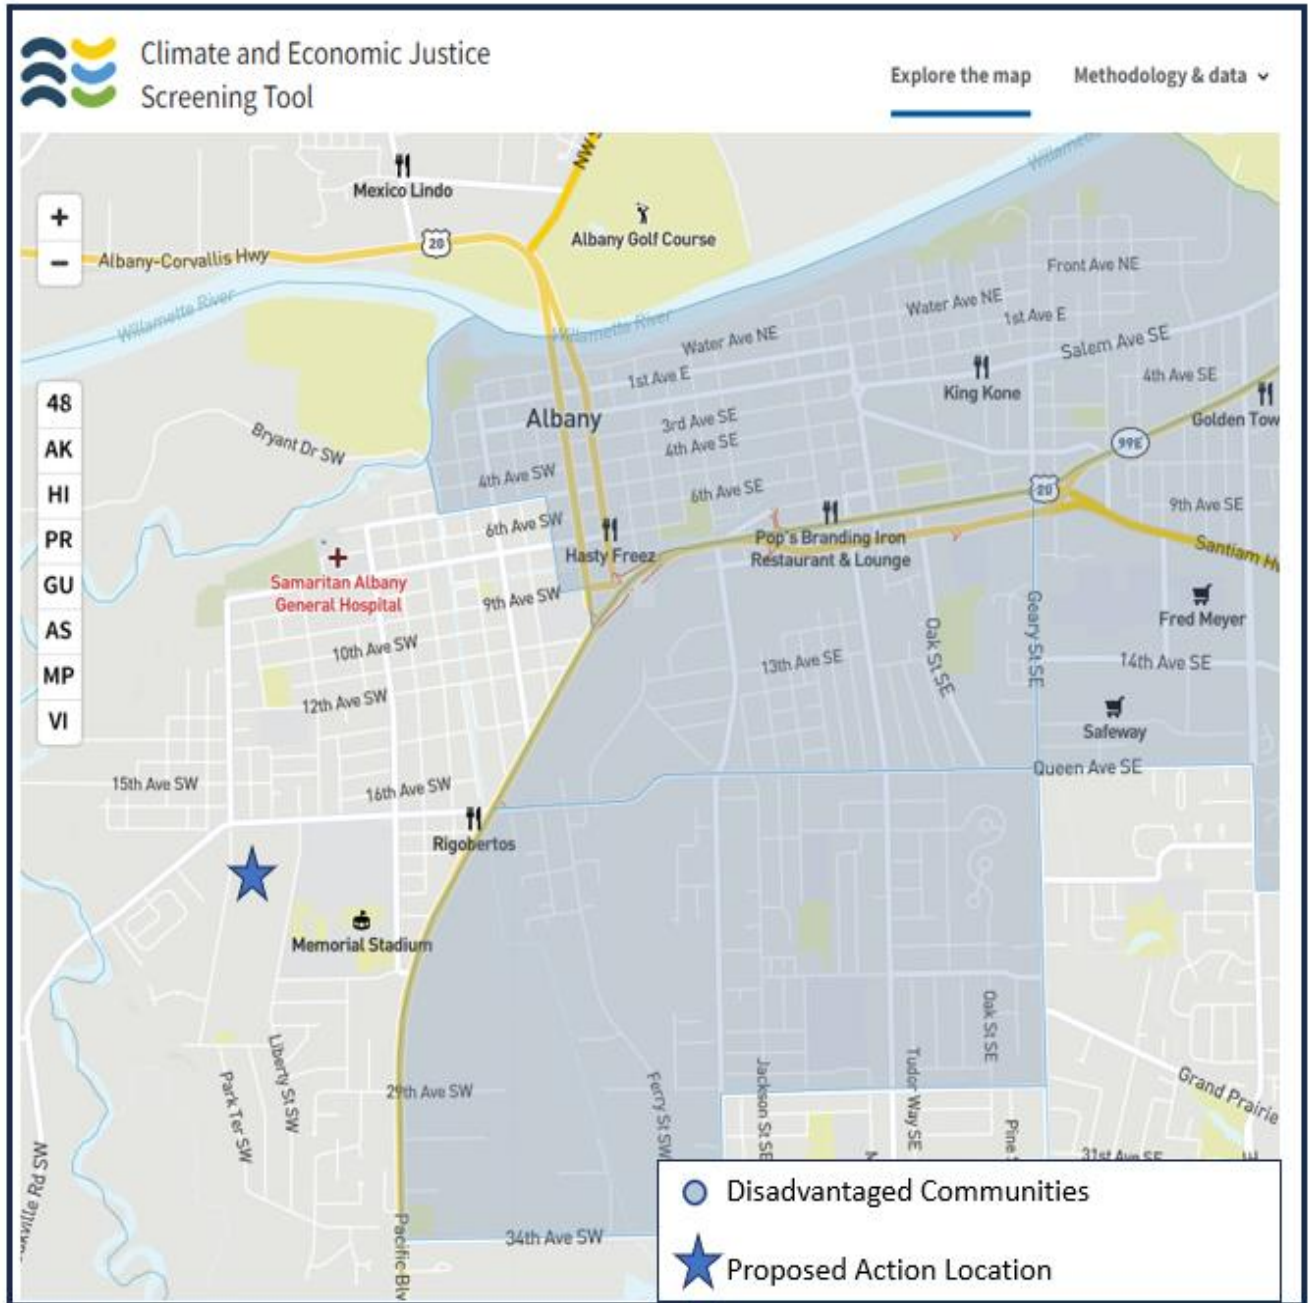 Climate and Economic Justice
Screening Tool
Explore the map
Methodology & data
Mexico Lindo
20
Albany Golf Course
Albany-Corvallis Hwy
Willamette River
Willamette River
+
−
Front Ave NE
Water Ave NE
1st Ave E
Water Ave NE
Salem Ave SE
1st Ave E
4th Ave SE
King Kone
48
AK
HI
PR
GU
AS
MP
VI
Albany
3rd Ave SE
4th Ave SE
Golden Tow
99E
Bryant Dr SW
4th Ave SW
6th Ave SE
20
9th Ave SE
6th Ave SW
Hasty Freez
Pop's Branding Iron
Restaurant & Lounge
Santiam H
Samaritan Albany
General Hospital
9th Ave SW
Geary St SE
Fred Meyer
10th Ave SW
Oak St SE
13th Ave SE
14th Ave SE
12th Ave SW
Safeway
Queen Ave SE
15th Ave SW
16th Ave SW
Rigobertos
Memorial Stadium
Oak St SE
Liberty St SW
Park Ter SW
29th Ave SW
Ferry St SW
Jackson St SE
Tudor Way SE
Grand Prairie
Pine
31st Ave SE
34th Ave SW
Pacific Blv
Disadvantaged Communities
Proposed Action Location